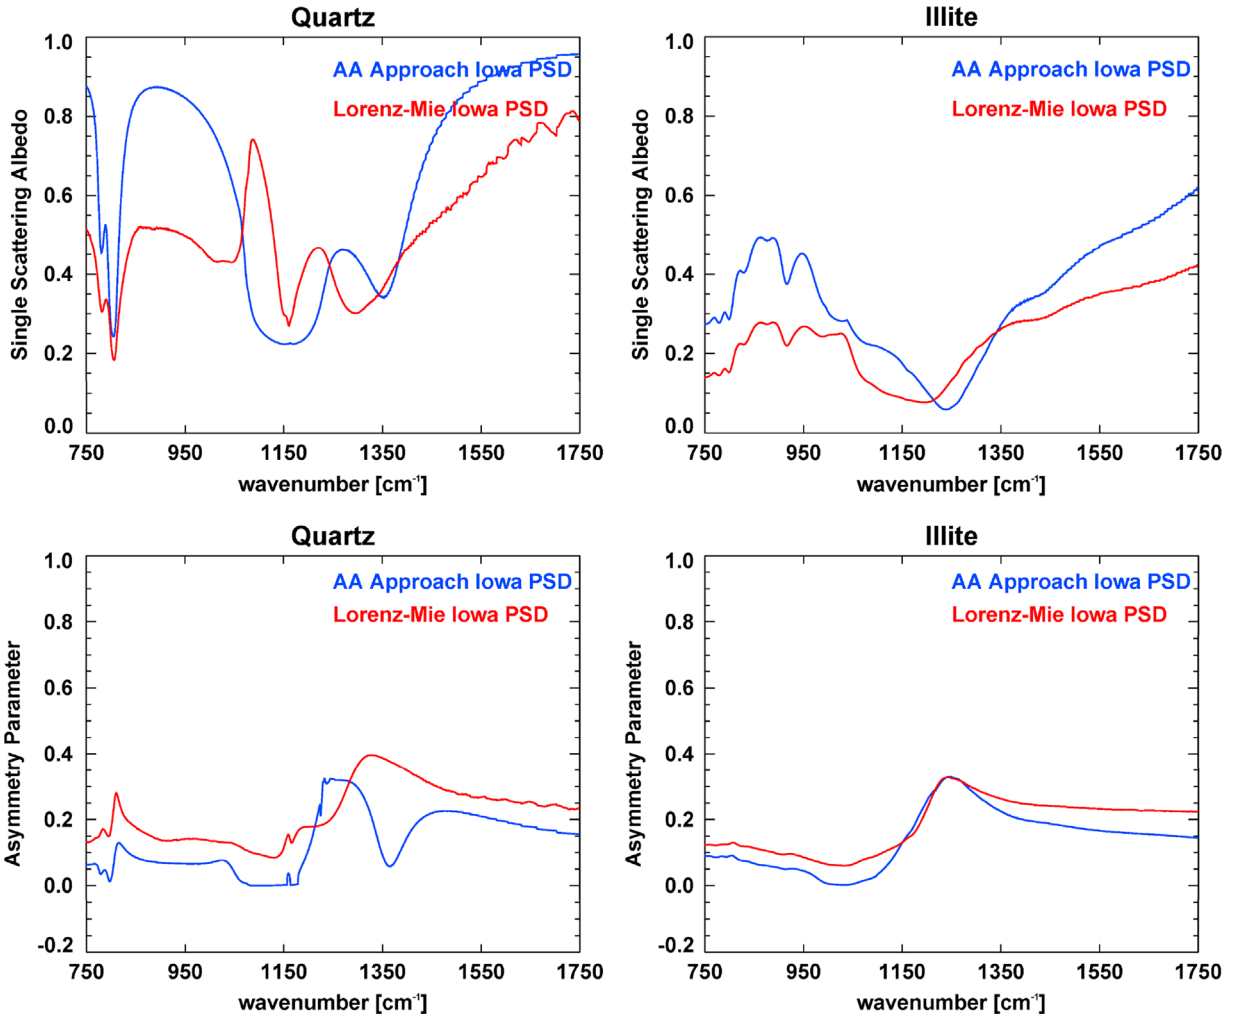 Quartz
1.0
0.8
0.6
0.4
0.2
0.0
Single Scattering Albedo
AA Approach Iowa PSD
Lorenz-Mie Iowa PSD
750 950 1150 1350 1550 1750
wavenumber [cm-1]
Illite
1.0
0.8
0.6
0.4
0.2
0.0
Single Scattering Albedo
AA Approach Iowa PSD
Lorenz-Mie Iowa PSD
750 950 1150 1350 1550 1750
wavenumber [cm-1]
Quartz
1.0
0.8
0.6
0.4
0.2
0.0
-0.2
Asymmetry Parameter
AA Approach Iowa PSD
Lorenz-Mie Iowa PSD
750 950 1150 1350 1550 1750
wavenumber [cm-1]
Illite
1.0
0.8
0.6
0.4
0.2
0.0
-0.2
Asymmetry Parameter
AA Approach Iowa PSD
Lorenz-Mie Iowa PSD
750 950 1150 1350 1550 1750
wavenumber [cm-1]